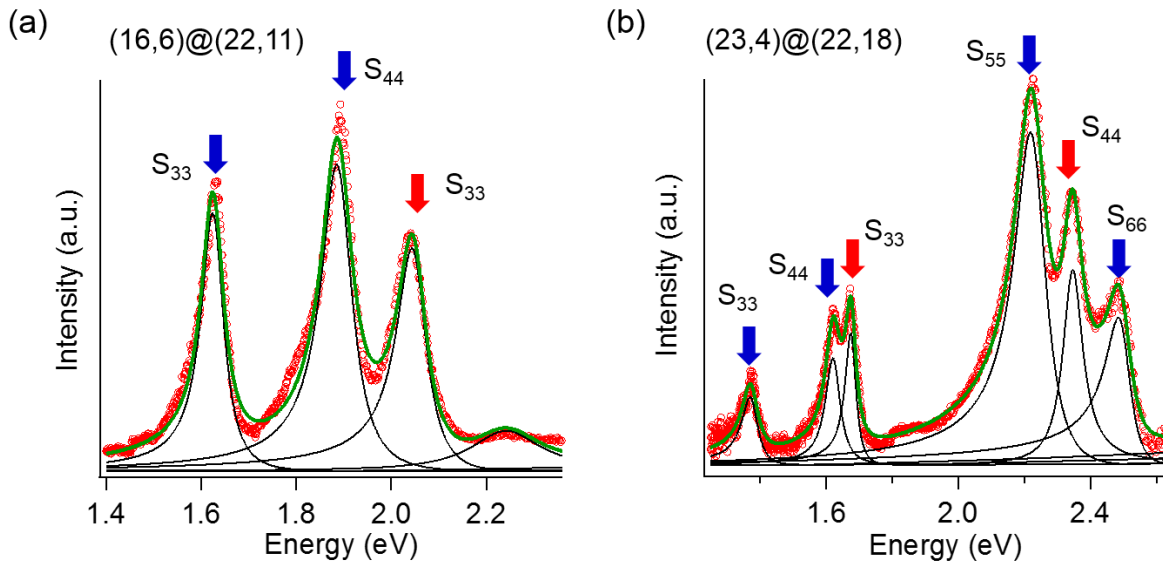 (a)
(16,6)@(22,11)
S33
S44
S33
Intensity (a.u.)
1.4 1.6 1.8 2.0 2.2
Energy (eV)
(b)
(23,4)@(22,18)
S33
S44
S33
S55
S44
S66
Intensity (a.u.)
1.6 2.0 2.4
Energy (eV)